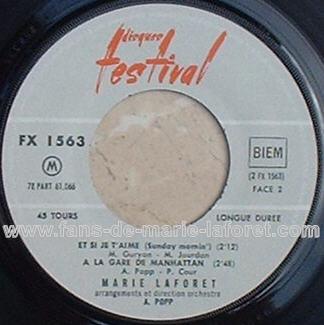 disques
festival
FX 1563
M
BIEM
7E PART 61.066
(2 FX 1563)
FACE 2
45 TOURS
LONGUE DUREE
www.fans-de-marie-laforet.com
ET SI JE T'AIME (Sunday mornin') (2'12)
M. Guryan - M. Jourdan
A LA GARE DE MANHATTAN (2'48)
A. Popp - P. Cour
MARIE LAFORET
arrangements et direction orchestre
A. POPP